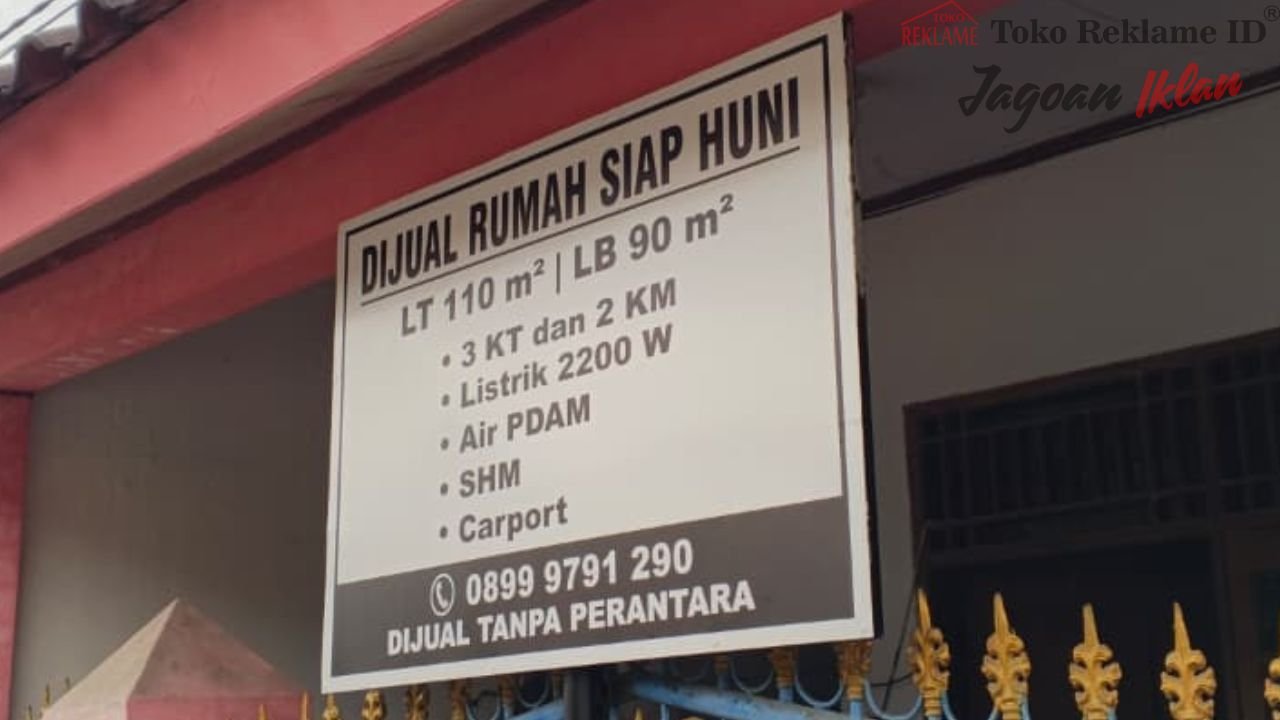 TOKO
REKLAME
Toko Reklame ID®
Jagoan Iklan
DIJUAL RUMAH SIAP HUNI
LT 110 m² | LB 90 m²
• 3 KT dan 2 KM
• Listrik 2200 W
• Air PDAM
• SHM
• Carport
0899 9791 290
DIJUAL TANPA PERANTARA